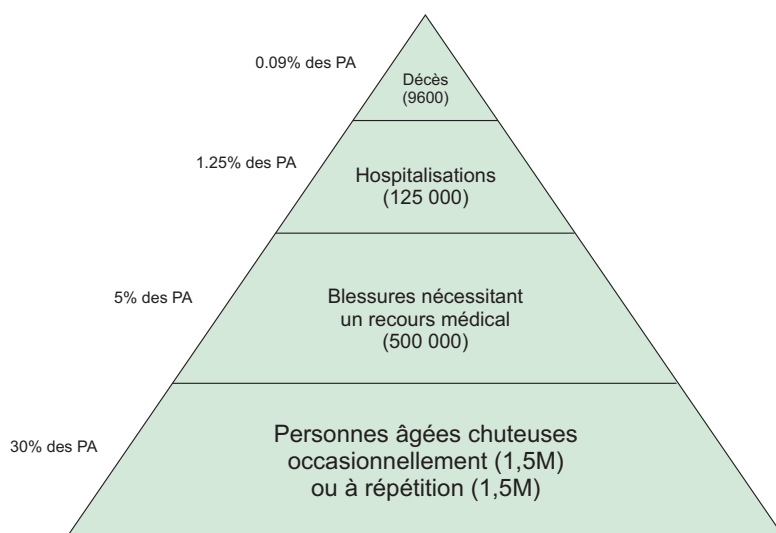 0.09% des PA
Décès
(9600)
1.25% des PA
Hospitalisations
(125 000)
5% des PA
Blessures nécessitant
un recours médical
(500 000)
30% des PA
Personnes âgées chuteuses
occasionnellement (1,5M)
ou à répétition (1,5M)